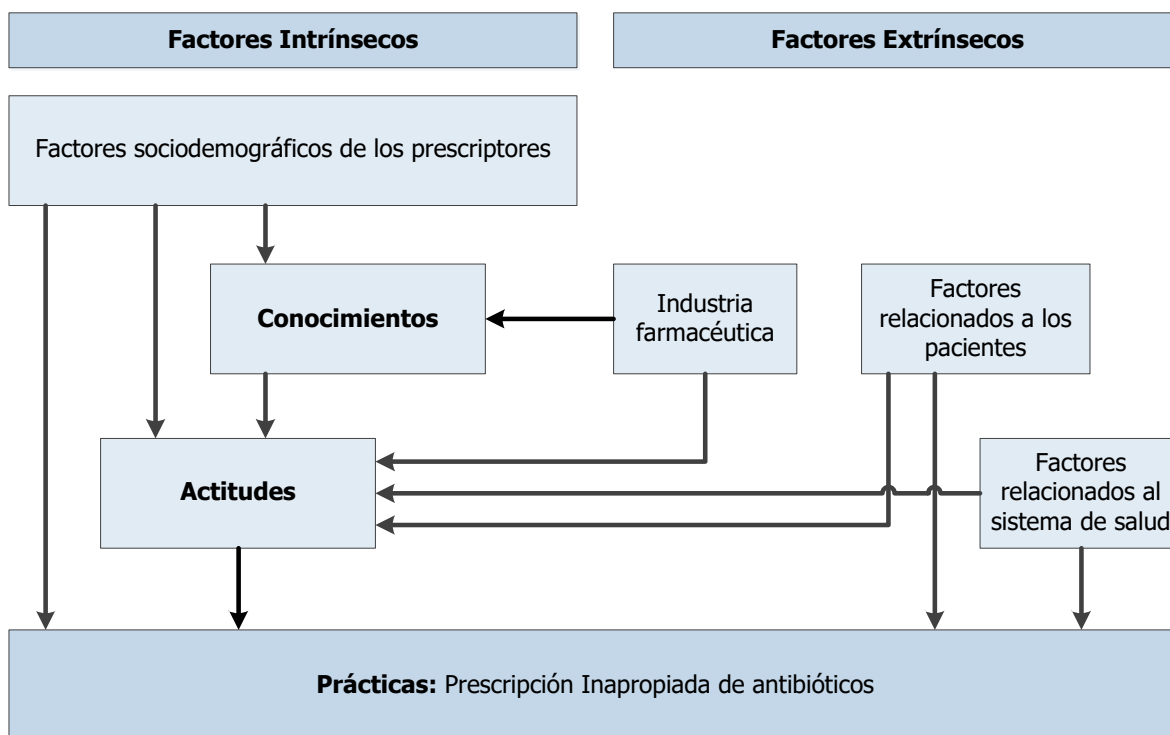 Factores Intrínsecos
Factores Extrínsecos
Factores sociodemográficos de los prescriptores
Conocimientos
Industria
farmacéutica
Factores
relacionados a los
pacientes
Actitudes
Factores
relacionados al
sistema de salud
Prácticas: Prescripción Inapropiada de antibióticos